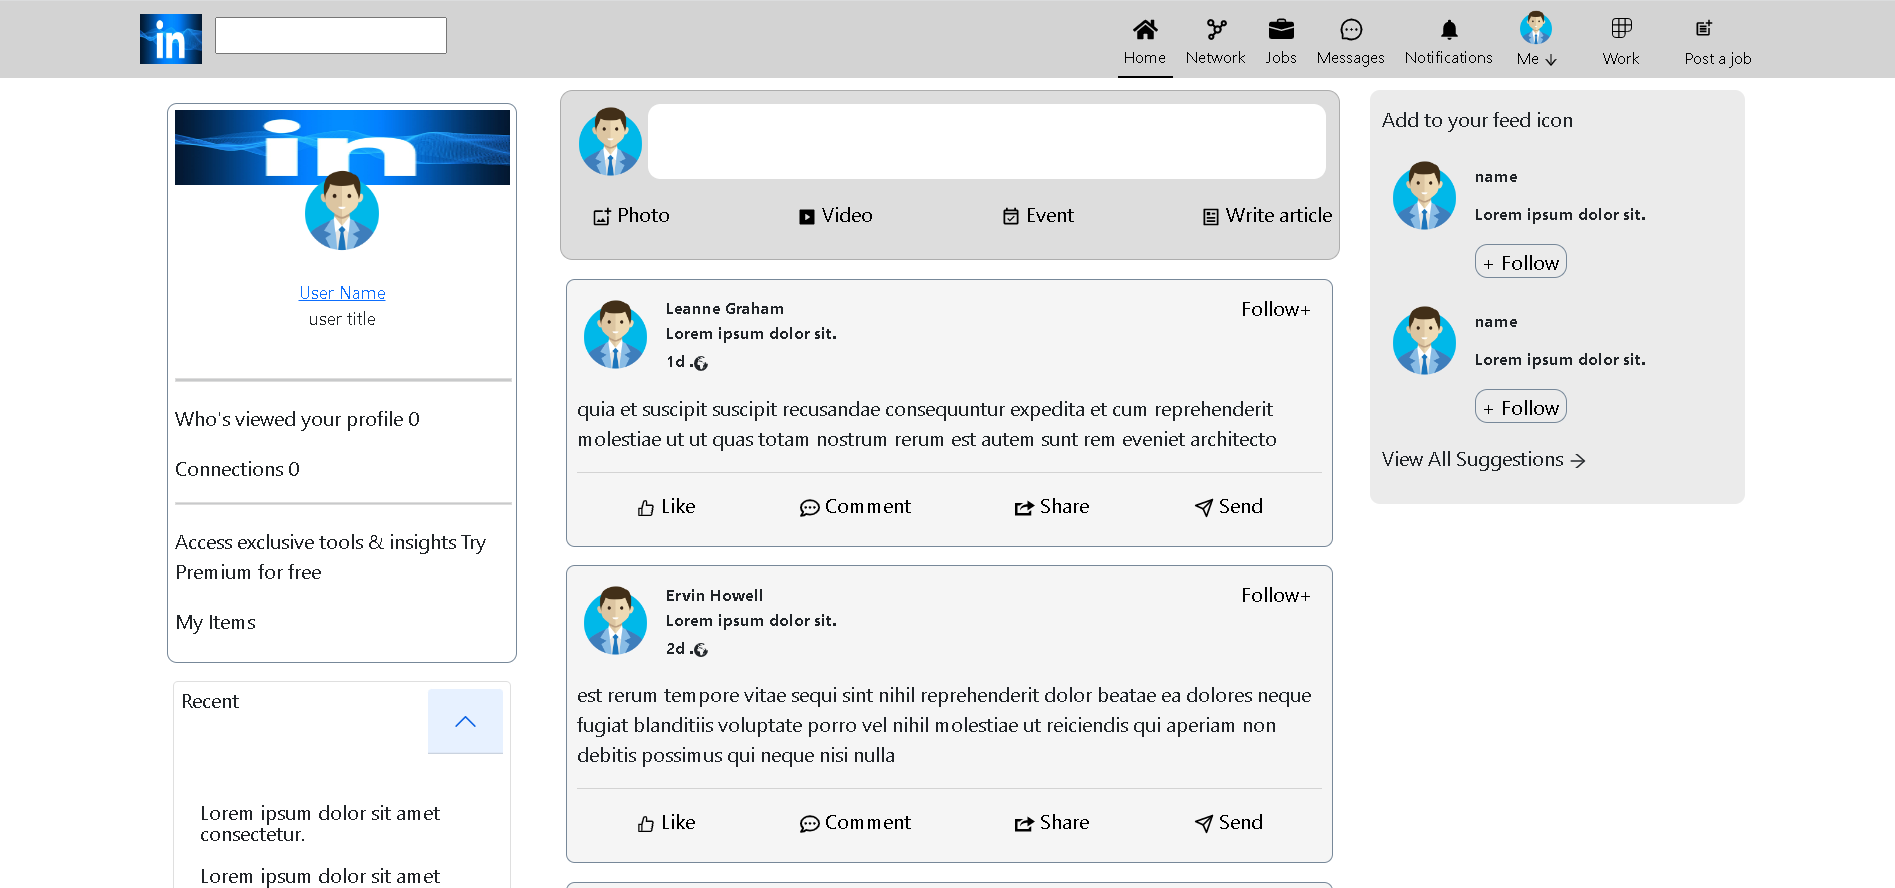 in
Home
Network
Jobs
Messages
Notifications
Me
Work
Post a job
in
User Name
user title
Who's viewed your profile 0
Connections 0
Access exclusive tools & insights Try
Premium for free
My Items
Recent
Lorem ipsum dolor sit amet
consectetur.
Lorem ipsum dolor sit amet
Photo
Video
Event
Write article
Leanne Graham
Follow+
Lorem ipsum dolor sit.
1d .
quia et suscipit suscipit recusandae consequuntur expedita et cum reprehenderit
molestiae ut ut quas totam nostrum rerum est autem sunt rem eveniet architecto
Like
Comment
Share
Send
Ervin Howell
Follow+
Lorem ipsum dolor sit.
2d .
est rerum tempore vitae sequi sint nihil reprehenderit dolor beatae ea dolores neque
fugiat blanditiis voluptate porro vel nihil molestiae ut reiciendis qui aperiam non
debitis possimus qui neque nisi nulla
Like
Comment
Share
Send
Add to your feed icon
name
Lorem ipsum dolor sit.
+ Follow
name
Lorem ipsum dolor sit.
+ Follow
View All Suggestions